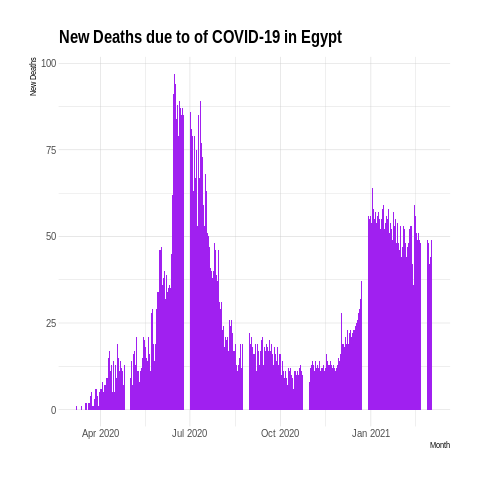 New Deaths due to of COVID-19 in Egypt
New Deaths
100
75
50
25
0
Apr 2020 Jul 2020 Oct 2020 Jan 2021
Month